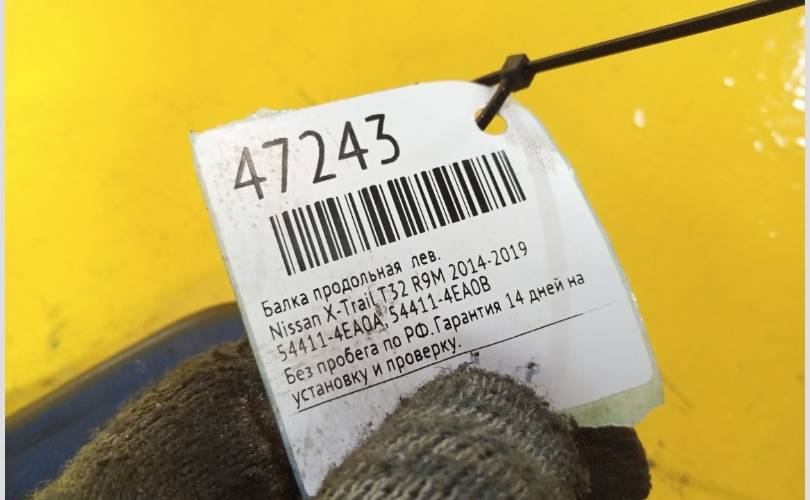 47243
Балка продольная лев.
Nissan X-Trail T32 R9M 2014-2019
54411-4EA0A, 54411-4EA0B
Без пробега по РФ.Гарантия 14 дней на
установку и проверку.